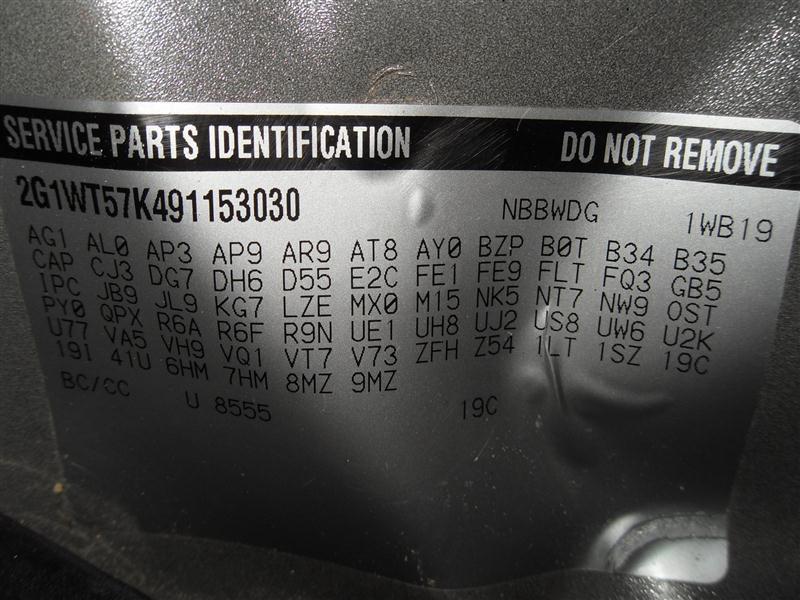 SERVICE PARTS IDENTIFICATION DO NOT REMOVE
2G1WT57K491153030 NBBWDG 1WB19
AG1 AL0 AP3 AP9 AR9 AT8 AY0 BZP B0T B34 B35
CAP CJ3 DG7 DH6 D55 E2C FE1 FE9 FLT FQ3 GB5
IPC JB9 JL9 KG7 LZE MX0 M15 NK5 NT7 NW9 OST
PY0 QPX R6A R6F R9N UE1 UH8 UJ2 US8 UW6 U2K
U77 VA5 VH9 VQ1 VT7 V73 ZFH Z54 1LT 1SZ 19C
19I 41U 6HM 7HM 8MZ 9MZ
BC/CC U 8555 19C